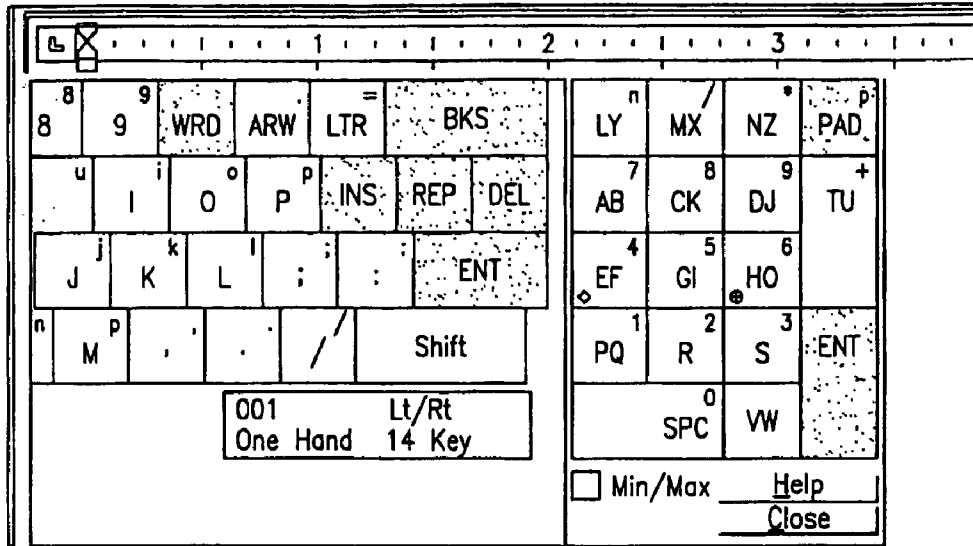 1 2 3
8 8 9 9 WRD ARW LTR = BKS
u I i O o P p INS REP DEL
J j K k L l ; ; : : ENT
n M p , . / / Shift
001 Lt/Rt
One Hand 14 Key
LY n MX / NZ * PAD p
AB 7 CK 8 DJ 9 TU +
EF 4 GI 5 HO 6
PQ 1 R 2 S 3 ENT
SPC 0 VW
Min/Max Help
Close